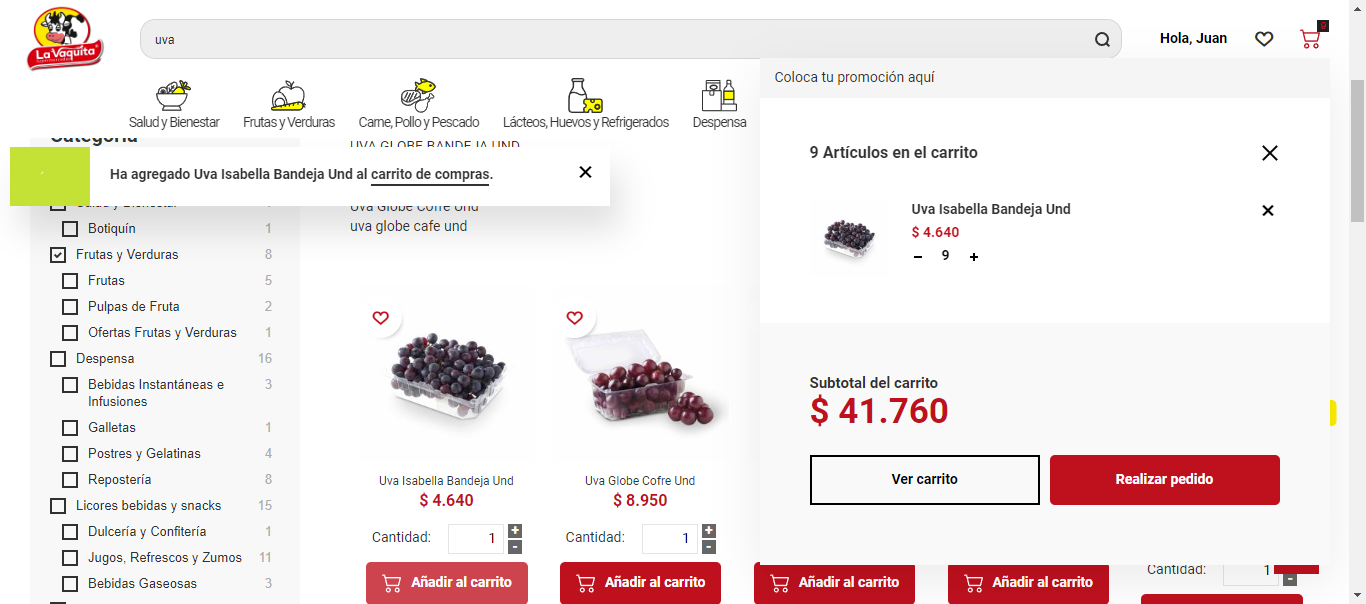 La Vaquita
supermercados
uva
Hola, Juan
9
Salud y Bienestar
Frutas y Verduras
Carne, Pollo y Pescado
Lácteos, Huevos y Refrigerados
Despensa
Coloca tu promoción aquí
9 Artículos en el carrito
Uva Isabella Bandeja Und
$ 4.640
9
Subtotal del carrito
$ 41.760
Ver carrito
Realizar pedido
Categoría
UVA GLOBE BANDEJA UND
Ha agregado Uva Isabella Bandeja Und al carrito de compras.
Salud y Bienestar
Uva Globe Cofre Und
uva globe cafe und
Botiquín 1
Frutas y Verduras 8
Frutas 5
Pulpas de Fruta 2
Ofertas Frutas y Verduras 1
Despensa 16
Bebidas Instantáneas e 3
Infusiones
Galletas 1
Postres y Gelatinas 4
Repostería 8
Licores bebidas y snacks 15
Dulcería y Confitería 1
Jugos, Refrescos y Zumos 11
Bebidas Gaseosas 3
Uva Isabella Bandeja Und
$ 4.640
Cantidad: 1
Añadir al carrito
Uva Globe Cofre Und
$ 8.950
Cantidad: 1
Añadir al carrito
Añadir al carrito
Añadir al carrito
Cantidad: 1